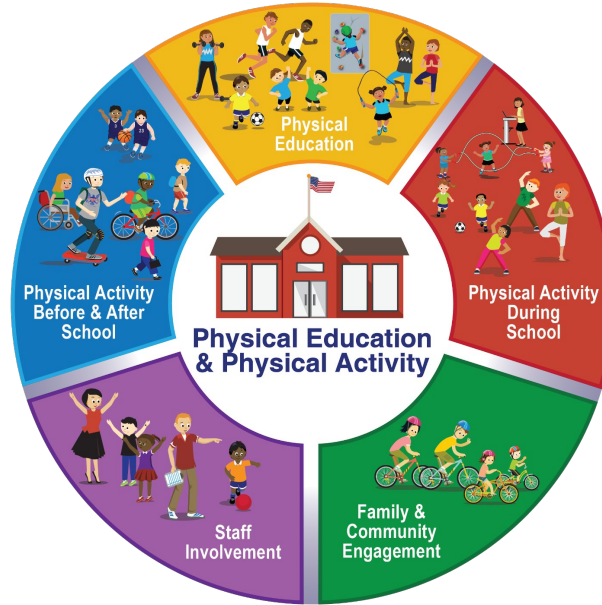 Physical
Education
Physical Activity
During
School
Family &
Community
Engagement
Staff
Involvement
Physical Activity
Before & After
School
Physical Education
& Physical Activity